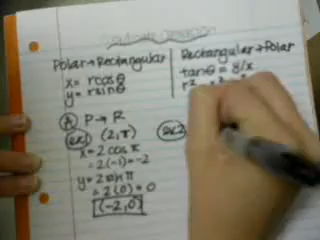 Polar → Rectangular
x = rcosθ
y = rsinθ
Rectangular → Polar
tanθ = y/x
A P → R
ex1 (2, π)
x = 2 cos π
= 2(-1) = -2
y = 2 sin π
= 2(0) = 0
(-2, 0)
ex2